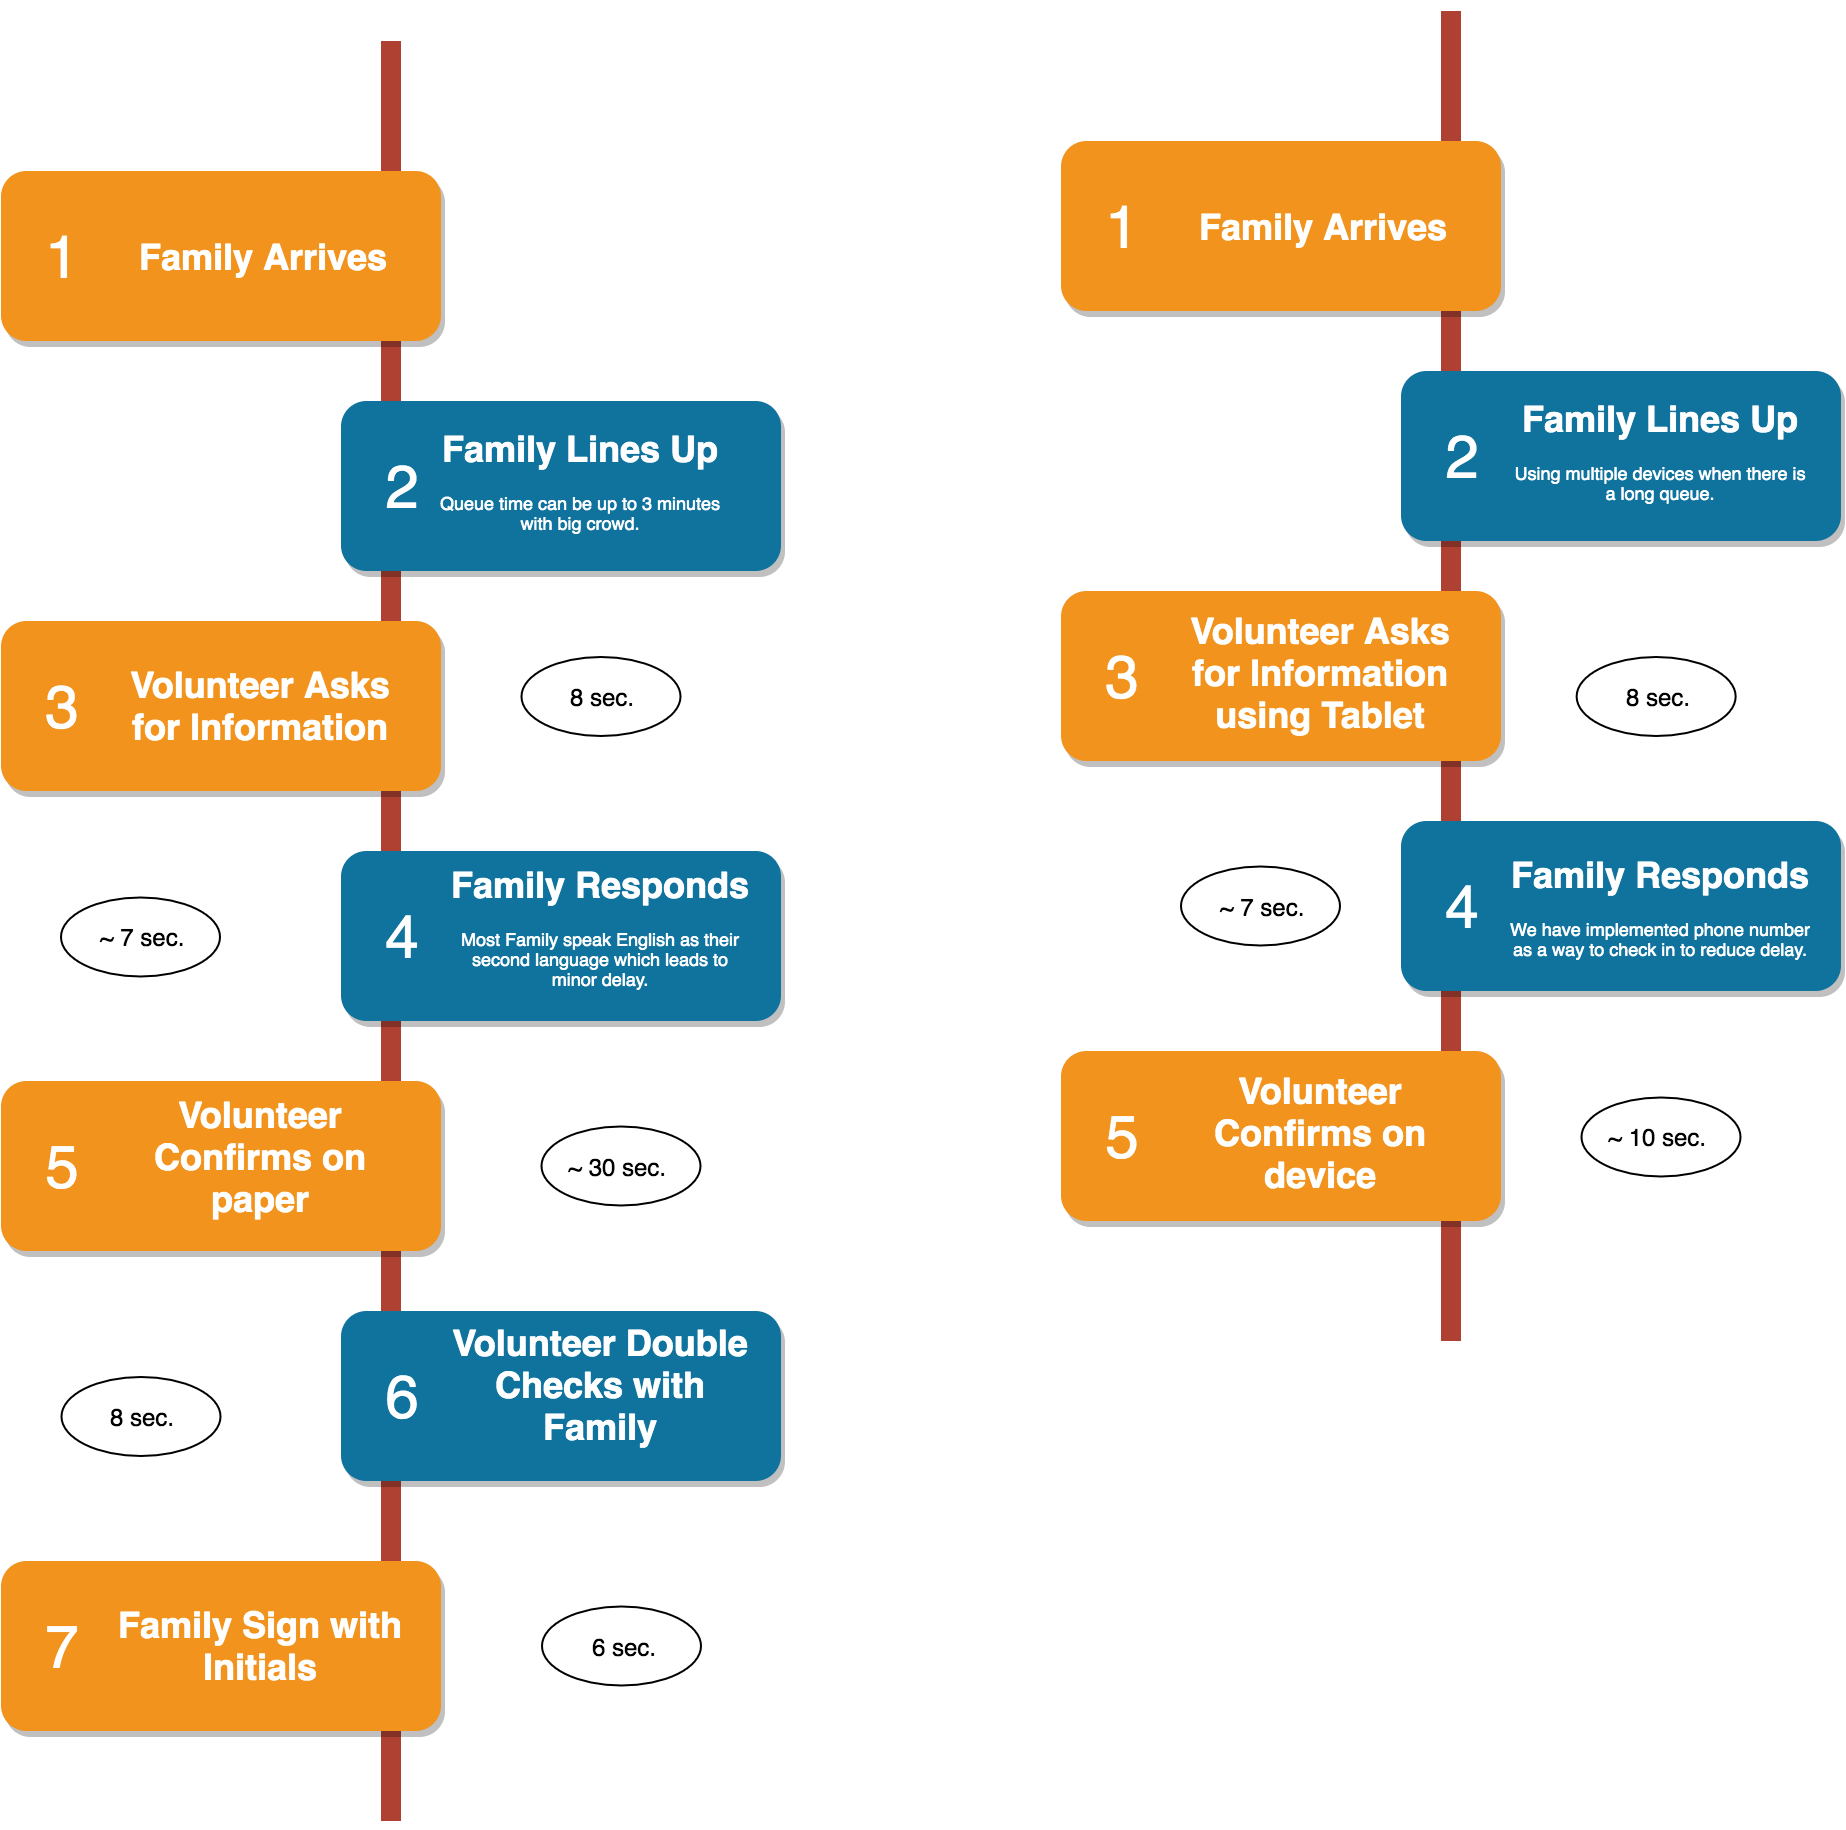 1
Family Arrives
2
Family Lines Up
Queue time can be up to 3 minutes
with big crowd.
3
Volunteer Asks
for Information
8 sec.
4
Family Responds
Most Family speak English as their
second language which leads to
minor delay.
~ 7 sec.
5
Volunteer
Confirms on
paper
~ 30 sec.
6
Volunteer Double
Checks with
Family
8 sec.
7
Family Sign with
Initials
6 sec.
1
Family Arrives
2
Family Lines Up
Using multiple devices when there is
a long queue.
3
Volunteer Asks
for Information
using Tablet
8 sec.
4
Family Responds
We have implemented phone number
as a way to check in to reduce delay.
~ 7 sec.
5
Volunteer
Confirms on
device
~ 10 sec.